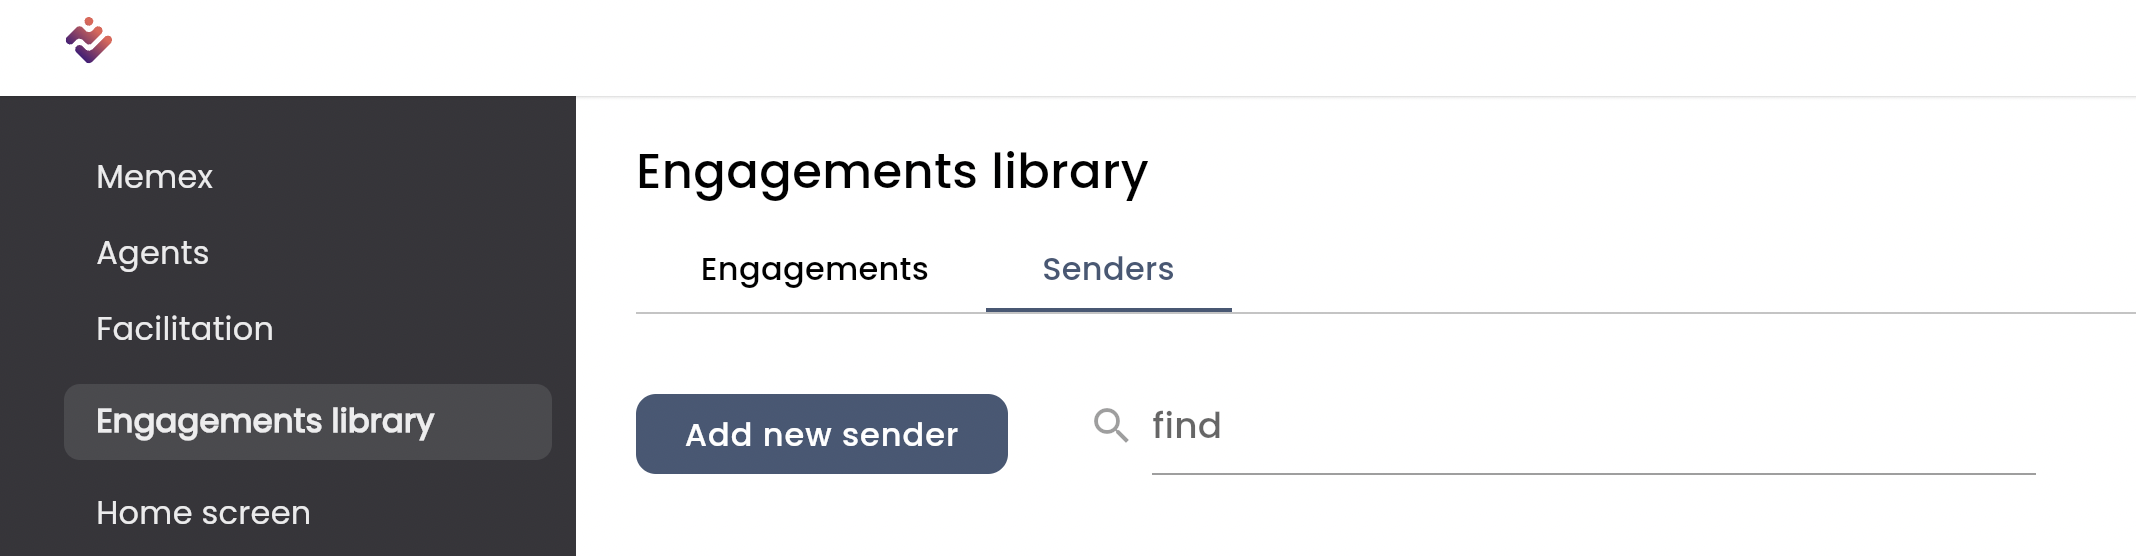 Memex
Agents
Facilitation
Engagements library
Home screen
Engagements library
Engagements
Senders
Add new sender
find